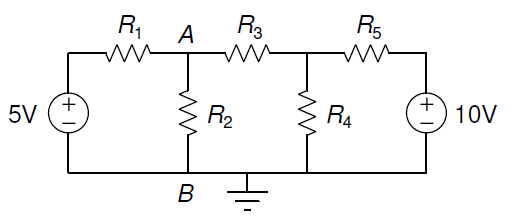 R₁ A R₃ R₅
5V + − R₂ R₄ + − 10V
B